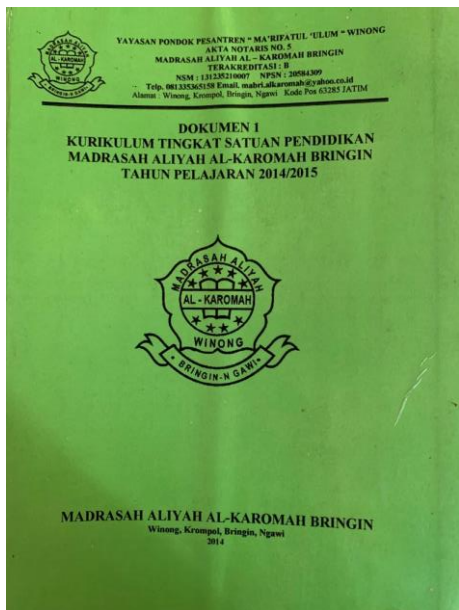 YAYASAN PONDOK PESANTREN " MA'RIFATUL 'ULUM " WINONG
AKTA NOTARIS NO. 5
MADRASAH ALIYAH AL – KAROMAH BRINGIN
TERAKREDITASI : B
NSM : 131235210007 NPSN : 20584309
Telp. 081335365158 Email. mabri.alkaromah@yahoo.co.id
Alamat : Winong, Krompol, Bringin, Ngawi Kode Pos 63285 JATIM
AL - KAROMAH
DOKUMEN 1
KURIKULUM TINGKAT SATUAN PENDIDIKAN
MADRASAH ALIYAH AL-KAROMAH BRINGIN
TAHUN PELAJARAN 2014/2015
MADRASAH ALIYAH
AL - KAROMAH
WINONG
BRINGIN-NGAWI
MADRASAH ALIYAH AL-KAROMAH BRINGIN
Winong, Krompol, Bringin, Ngawi
2014